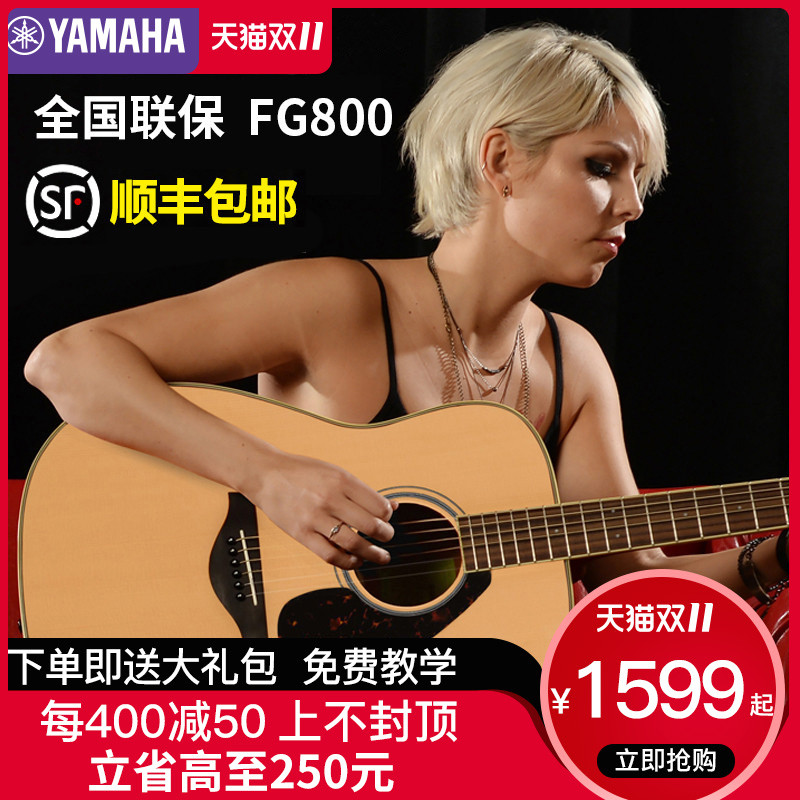 YAMAHA 天猫双11
全国联保 FG800
SF 顺丰包邮
下单即送大礼包 免费教学
每400减50 上不封顶
立省高至250元
天猫双11
¥1599起
立即抢购